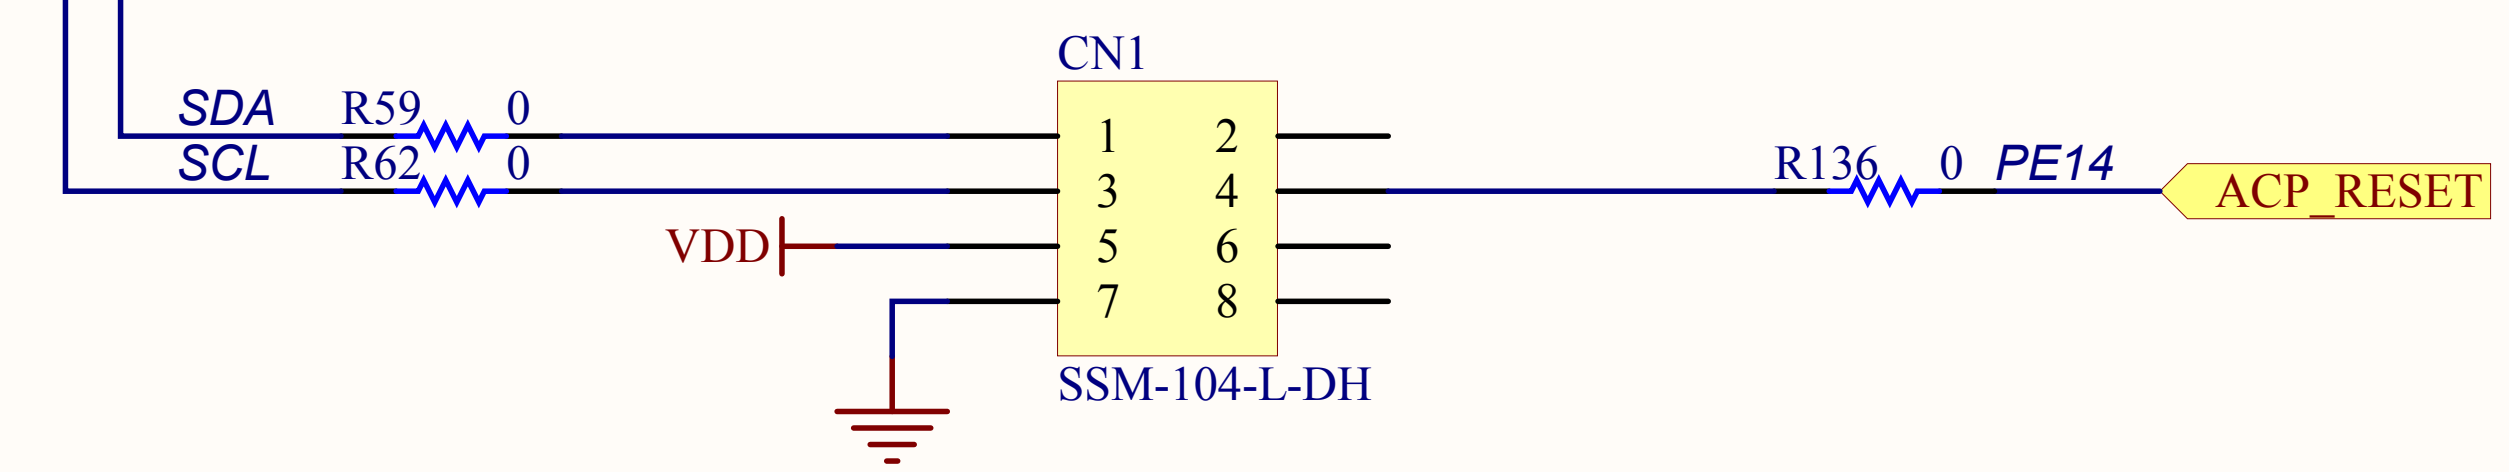 CN1
SDA R59 0 1 2
SCL R62 0 3 4 R136 0 PE14 ACP_RESET
VDD 5 6
7 8
SSM-104-L-DH